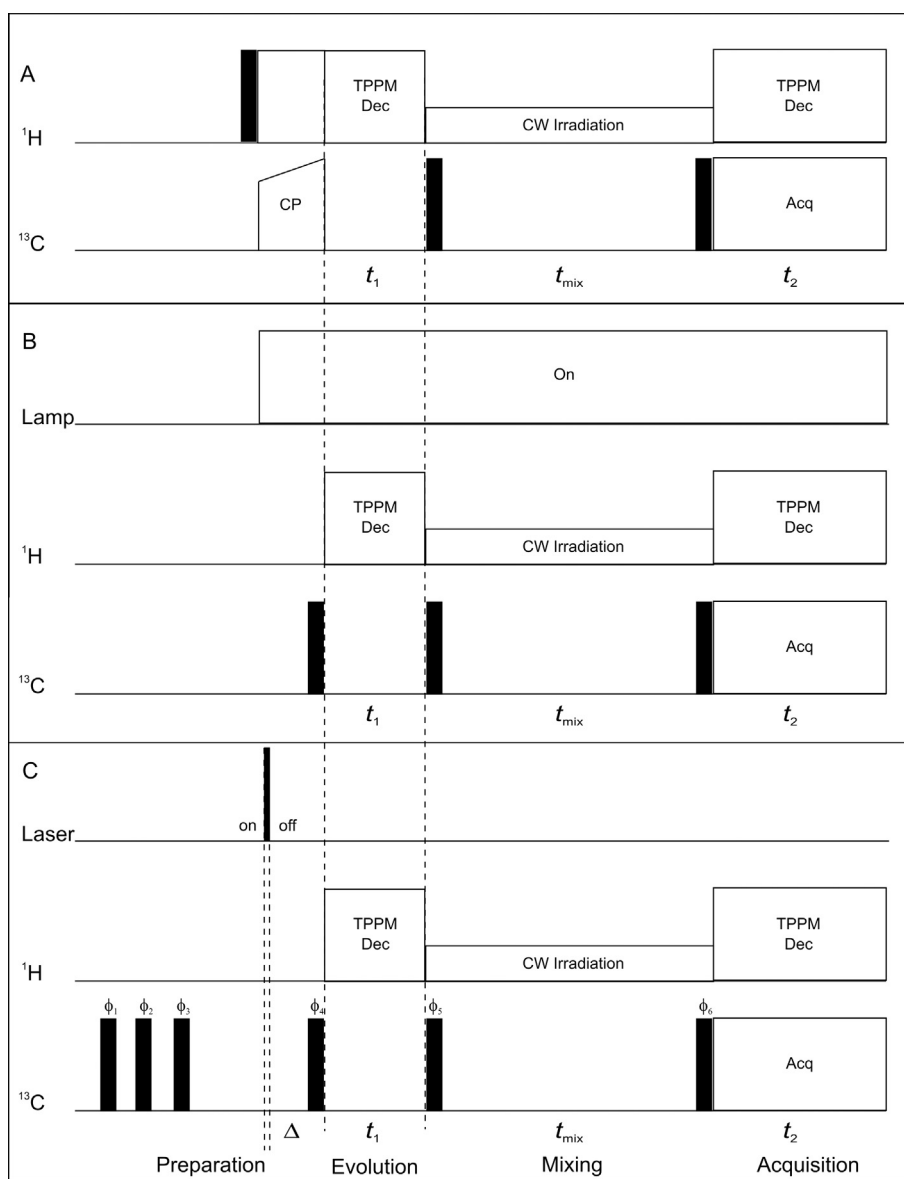 A
TPPM
Dec
TPPM
Dec
¹H
CW Irradiation
CP
Acq
¹³C
t₁
t_mix
t₂
B
On
Lamp
TPPM
Dec
TPPM
Dec
¹H
CW Irradiation
Acq
¹³C
t₁
t_mix
t₂
C
on
off
Laser
TPPM
Dec
TPPM
Dec
¹H
CW Irradiation
ϕ₁ ϕ₂ ϕ₃ ϕ₄ ϕ₅ ϕ₆
Acq
¹³C
Δ t₁ t_mix t₂
Preparation Evolution Mixing Acquisition